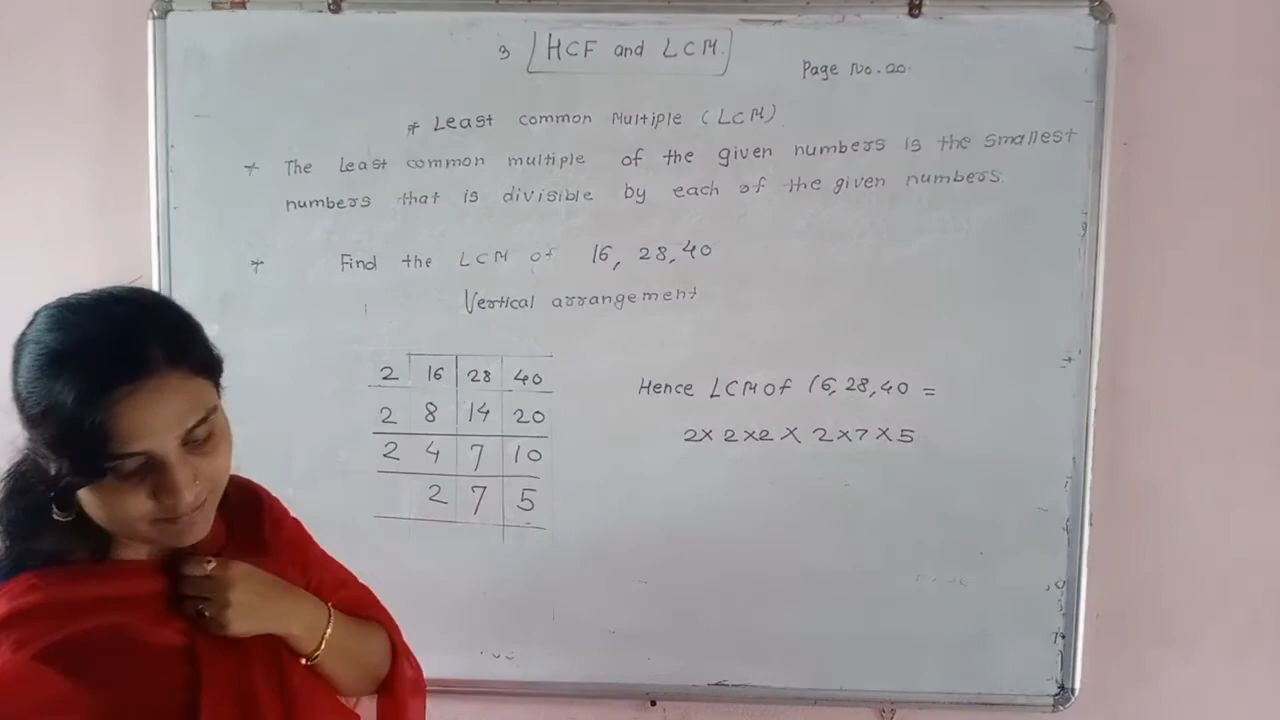 3 HCF and LCM.
Page No. 20.
* Least common Multiple (LCM)
* The Least common multiple of the given numbers is the smallest
numbers that is divisible by each of the given numbers.
* Find the LCM of 16, 28, 40
Vertical arrangement
2 16 28 40
2 8 14 20
2 4 7 10
2 7 5
Hence LCM of 16, 28, 40 =
2 × 2 × 2 × 2 × 7 × 5